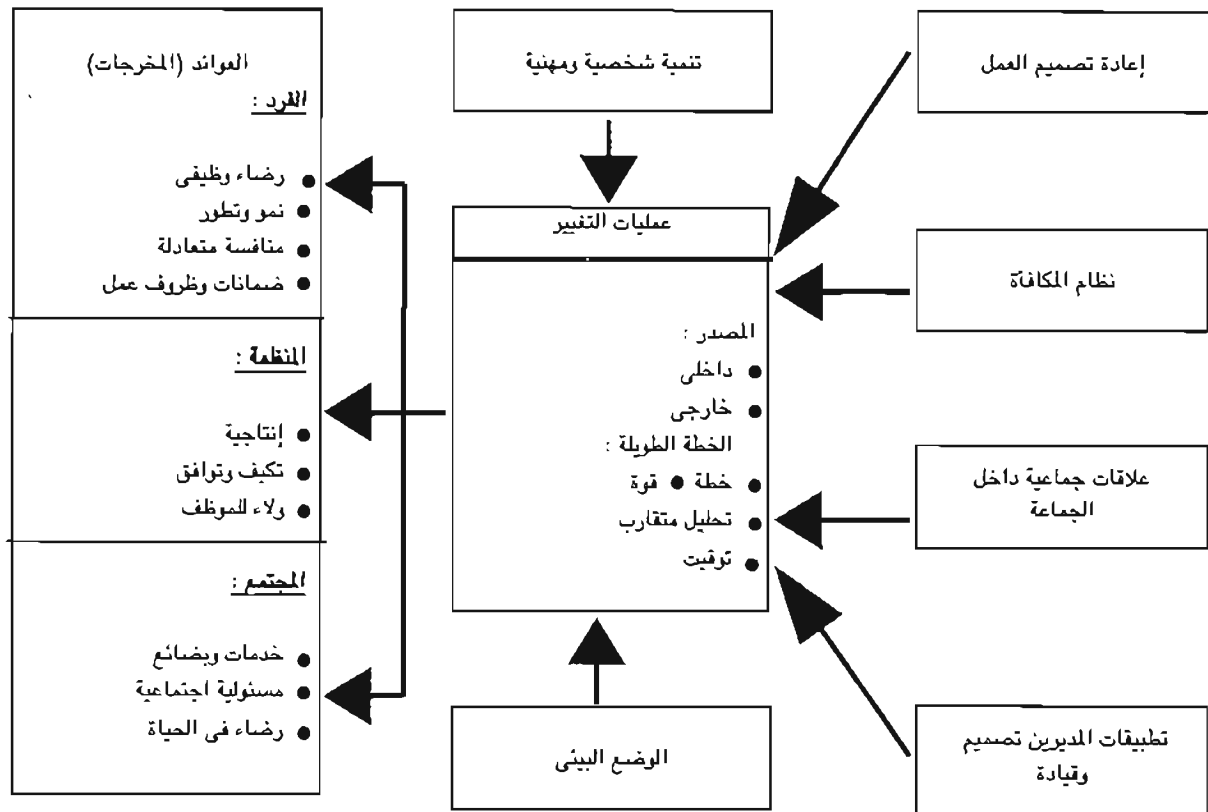 إعادة تصميم العمل
نظام المكافأة
علاقات جماعية داخل
الجماعة
تطبيقات المديرين تصميم
وقيادة
تنمية شخصية ومهنية
عمليات التغيير
المصدر :
● داخلى
● خارجى
الخطة الطويلة :
● خطة ● قوة
● تحليل متقارب
● توقيت
الوضع البيئى
العوائد (المخرجات)
الفرد :
● رضاء وظيفى
● نمو وتطور
● منافسة متعادلة
● ضمانات وظروف عمل
المنظمة :
● إنتاجية
● تكيف وتوافق
● ولاء للموظف
المجتمع :
● خدمات وبضائع
● مسئولية اجتماعية
● رضاء فى الحياة